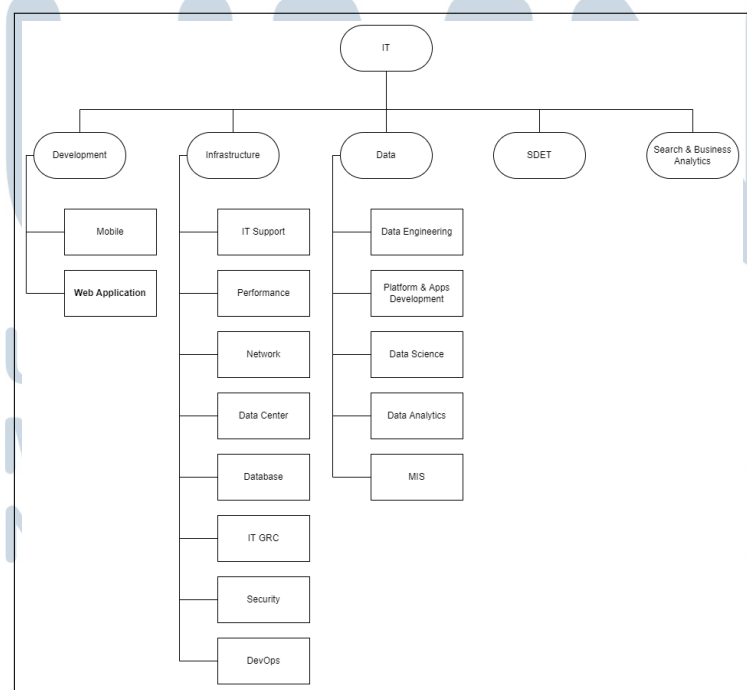 IT
Development
Infrastructure
Data
SDET
Search & Business
Analytics
Mobile
Web Application
IT Support
Performance
Network
Data Center
Database
IT GRC
Security
DevOps
Data Engineering
Platform & Apps
Development
Data Science
Data Analytics
MIS